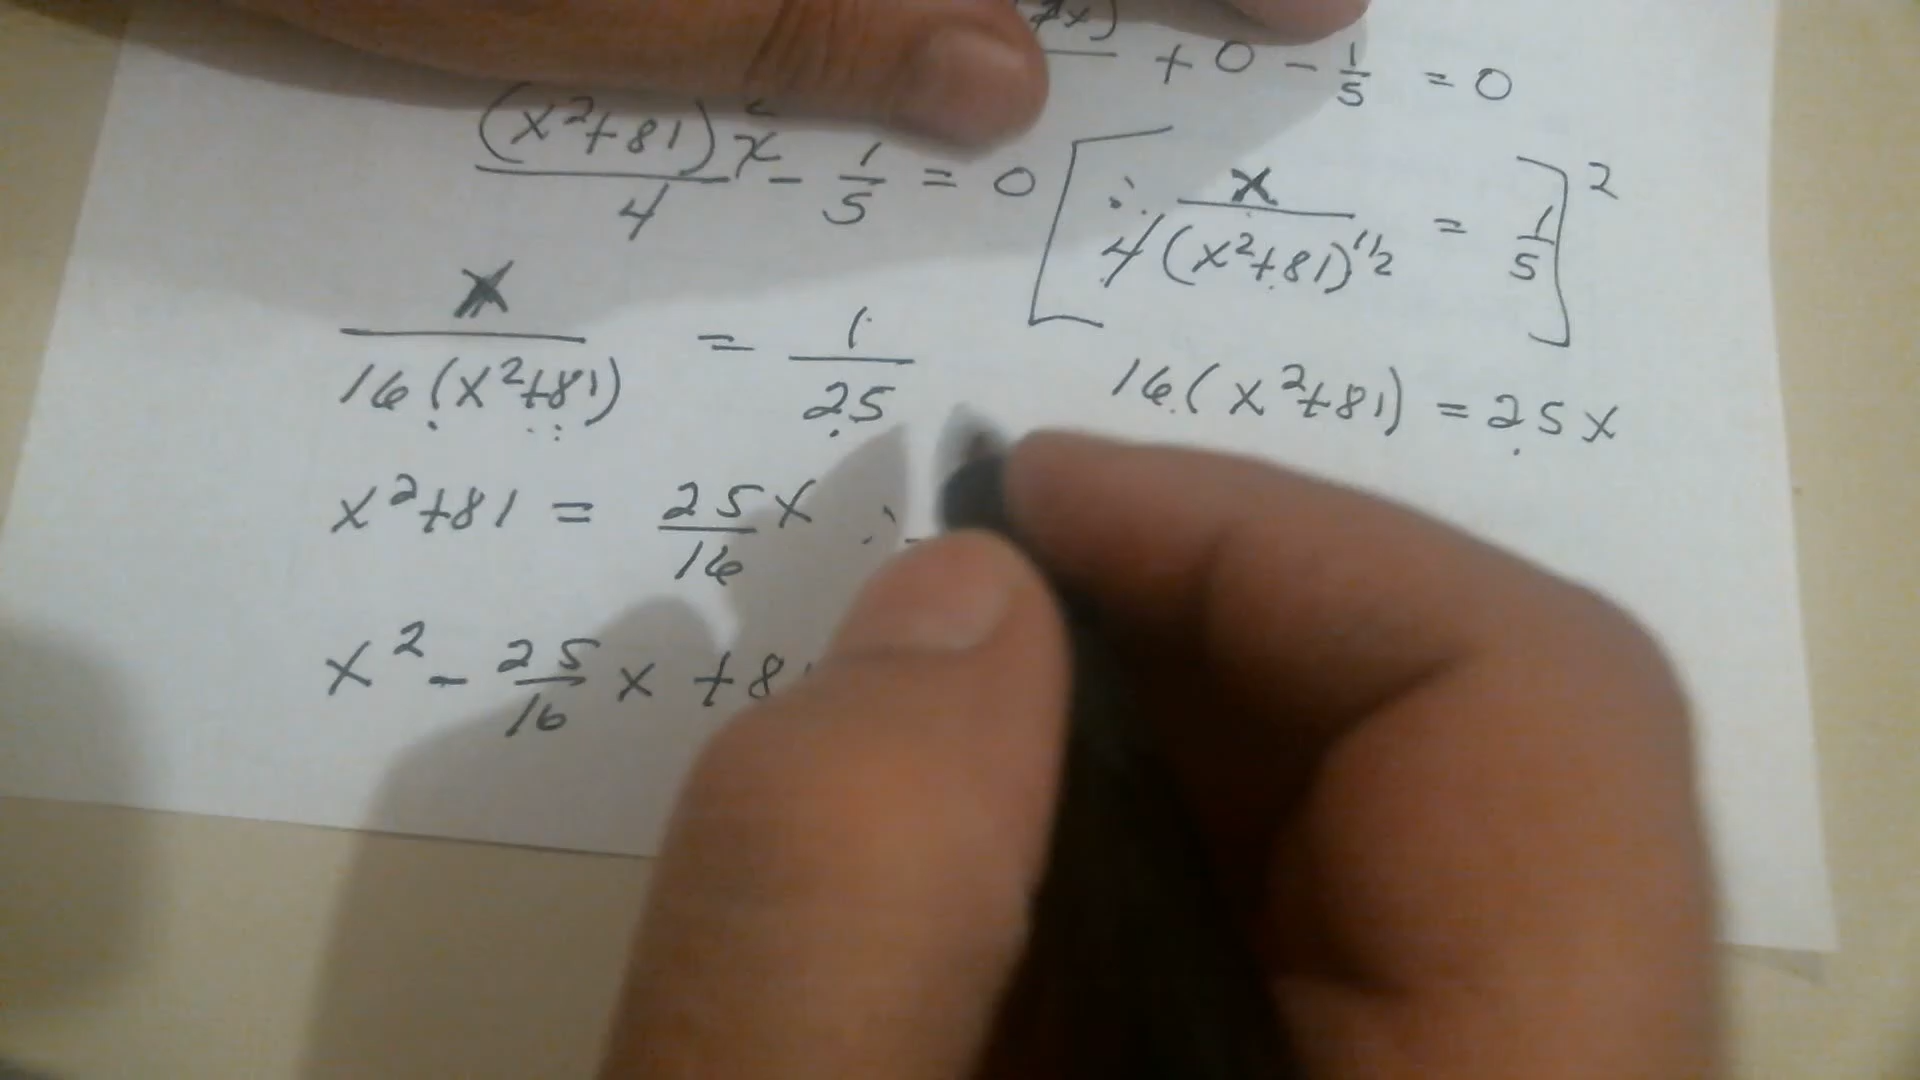 x) + 0 - 1/5 = 0
(x²+81) x/4 - 1/5 = 0
[∴ x/4(x²+81)^1/2 = 1/5]²
x/16(x²+81) = 1/25
16(x²+81) = 25x
x²+81 = 25x/16 :
x² - 25/16 x + 8